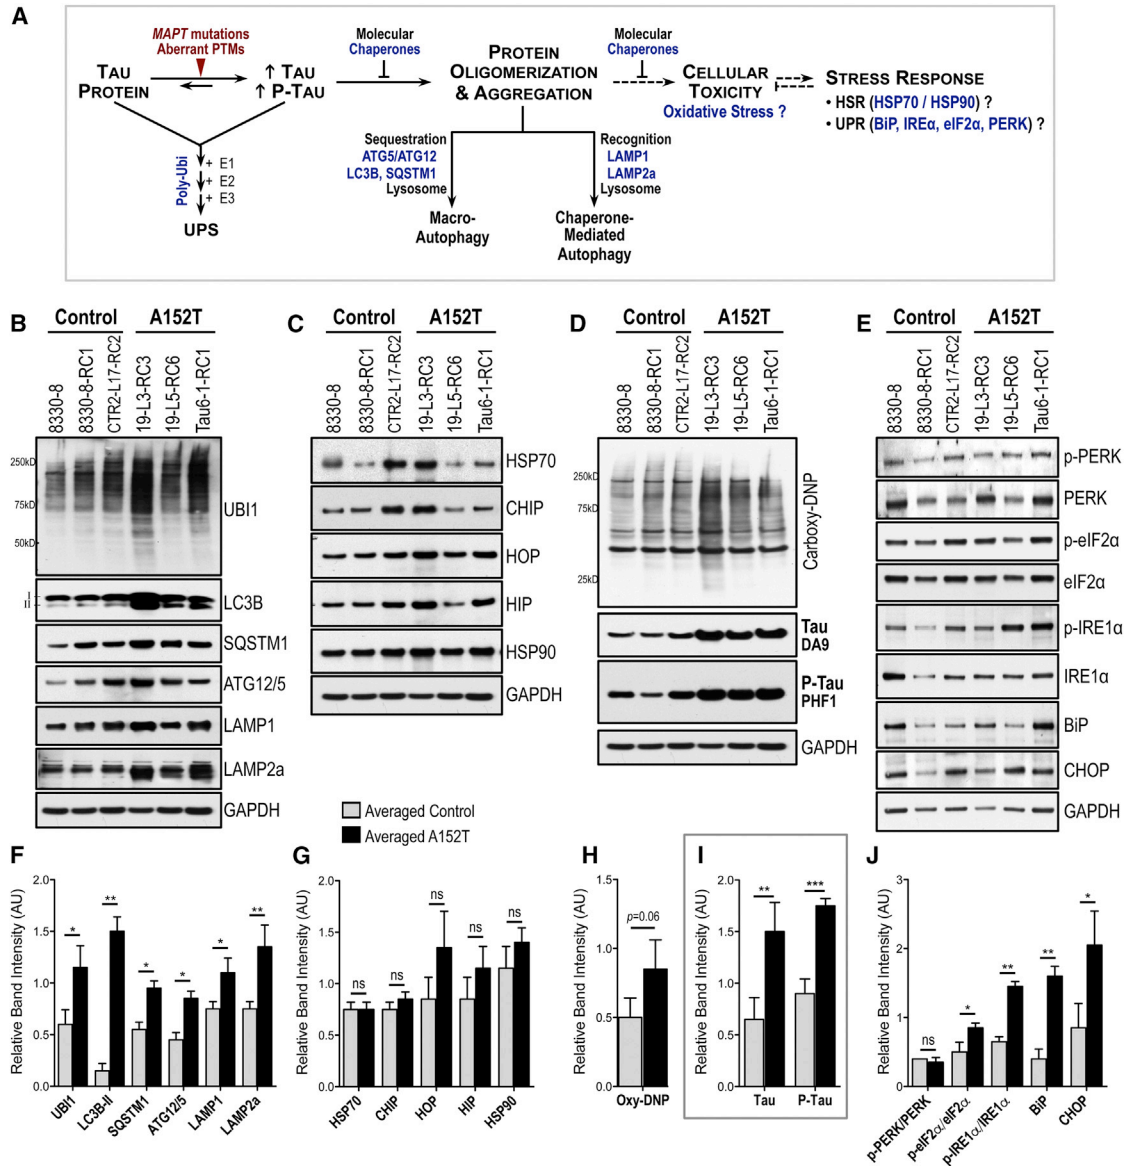 A
MAPT mutations
Aberrant PTMs
TAU
PROTEIN
↑ TAU
↑ P-TAU
Molecular
Chaperones
PROTEIN
OLIGOMERIZATION
& AGGREGATION
Molecular
Chaperones
CELLULAR
TOXICITY
Oxidative Stress ?
STRESS RESPONSE
• HSR (HSP70 / HSP90) ?
• UPR (BiP, IREα, eIF2α, PERK) ?
Poly-Ubi
+ E1
+ E2
+ E3
UPS
Sequestration
ATG5/ATG12
LC3B, SQSTM1
Lysosome
Macro-
Autophagy
Recognition
LAMP1
LAMP2a
Lysosome
Chaperone-
Mediated
Autophagy
B
Control
A152T
8330-8
8330-8-RC1
CTR2-L17-RC2
19-L3-RC3
19-L5-RC6
Tau6-1-RC1
250kD
75kD
50kD
UBI1
I
II
LC3B
SQSTM1
ATG12/5
LAMP1
LAMP2a
GAPDH
C
Control
A152T
8330-8
8330-8-RC1
CTR2-L17-RC2
19-L3-RC3
19-L5-RC6
Tau6-1-RC1
HSP70
CHIP
HOP
HIP
HSP90
GAPDH
D
Control
A152T
8330-8
8330-8-RC1
CTR2-L17-RC2
19-L3-RC3
19-L5-RC6
Tau6-1-RC1
250kD
75kD
25kD
Carboxy-DNP
Tau
DA9
P-Tau
PHF1
GAPDH
E
Control
A152T
8330-8
8330-8-RC1
CTR2-L17-RC2
19-L3-RC3
19-L5-RC6
Tau6-1-RC1
p-PERK
PERK
p-eIF2α
eIF2α
p-IRE1α
IRE1α
BiP
CHOP
GAPDH
Averaged Control
Averaged A152T
F
Relative Band Intensity (AU)
2.0
1.5
1.0
0.5
0.0
*
**
*
*
*
**
UBI1
LC3B-II
SQSTM1
ATG12/5
LAMP1
LAMP2a
G
Relative Band Intensity (AU)
2.0
1.5
1.0
0.5
0.0
ns
ns
ns
ns
ns
HSP70
CHIP
HOP
HIP
HSP90
H
Relative Band Intensity (AU)
1.5
1.0
0.5
0.0
p=0.06
Oxy-DNP
I
Relative Band Intensity (AU)
2.0
1.5
1.0
0.5
0.0
**
***
Tau
P-Tau
J
Relative Band Intensity (AU)
3
2
1
0
ns
*
**
**
*
p-PERK/PERK
p-eIF2α/eIF2α
p-IRE1α/IRE1α
BiP
CHOP